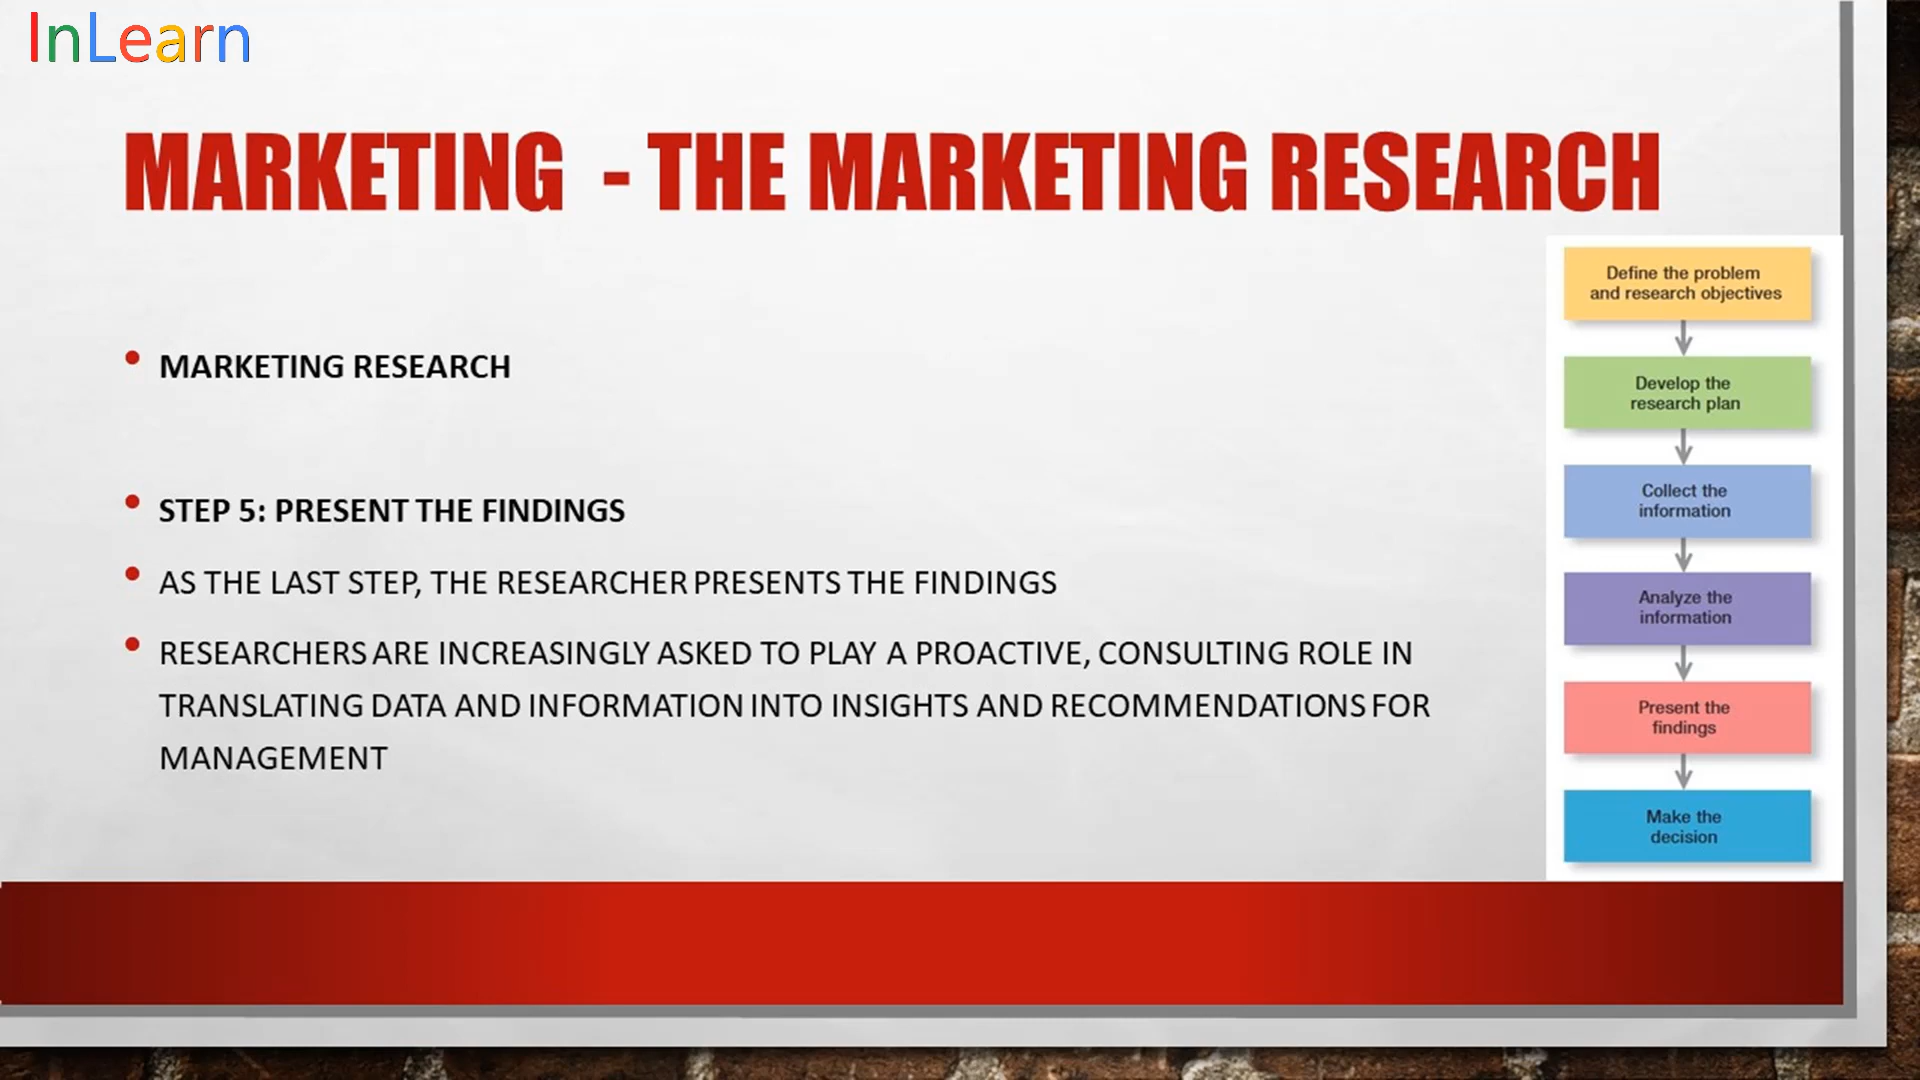 InLearn
MARKETING - THE MARKETING RESEARCH
• MARKETING RESEARCH
• STEP 5: PRESENT THE FINDINGS
• AS THE LAST STEP, THE RESEARCHER PRESENTS THE FINDINGS
• RESEARCHERS ARE INCREASINGLY ASKED TO PLAY A PROACTIVE, CONSULTING ROLE IN
TRANSLATING DATA AND INFORMATION INTO INSIGHTS AND RECOMMENDATIONS FOR
MANAGEMENT
Define the problem
and research objectives
Develop the
research plan
Collect the
information
Analyze the
information
Present the
findings
Make the
decision